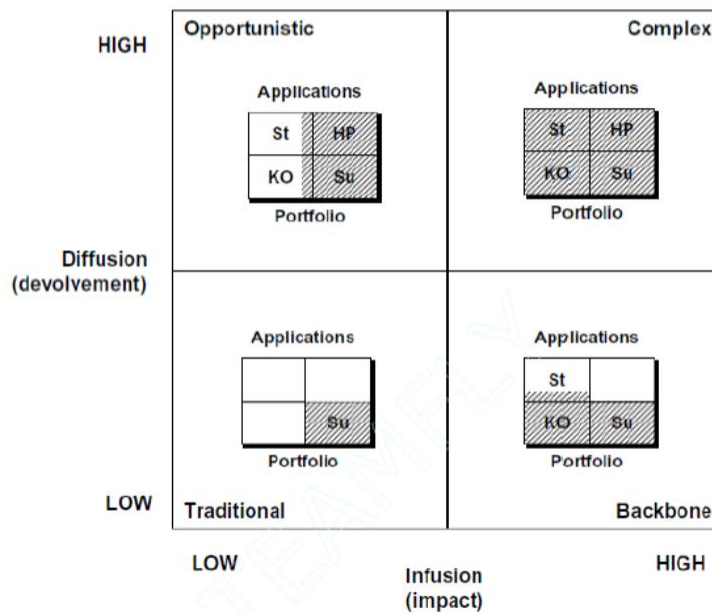 Opportunistic
Complex
HIGH
Applications
St
HP
KO
Su
Portfolio
Applications
St
HP
KO
Su
Portfolio
Diffusion
(devolvement)
Applications
Su
Portfolio
Applications
St
KO
Su
Portfolio
LOW
Traditional
Backbone
LOW
HIGH
Infusion
(impact)
TEAMFLY